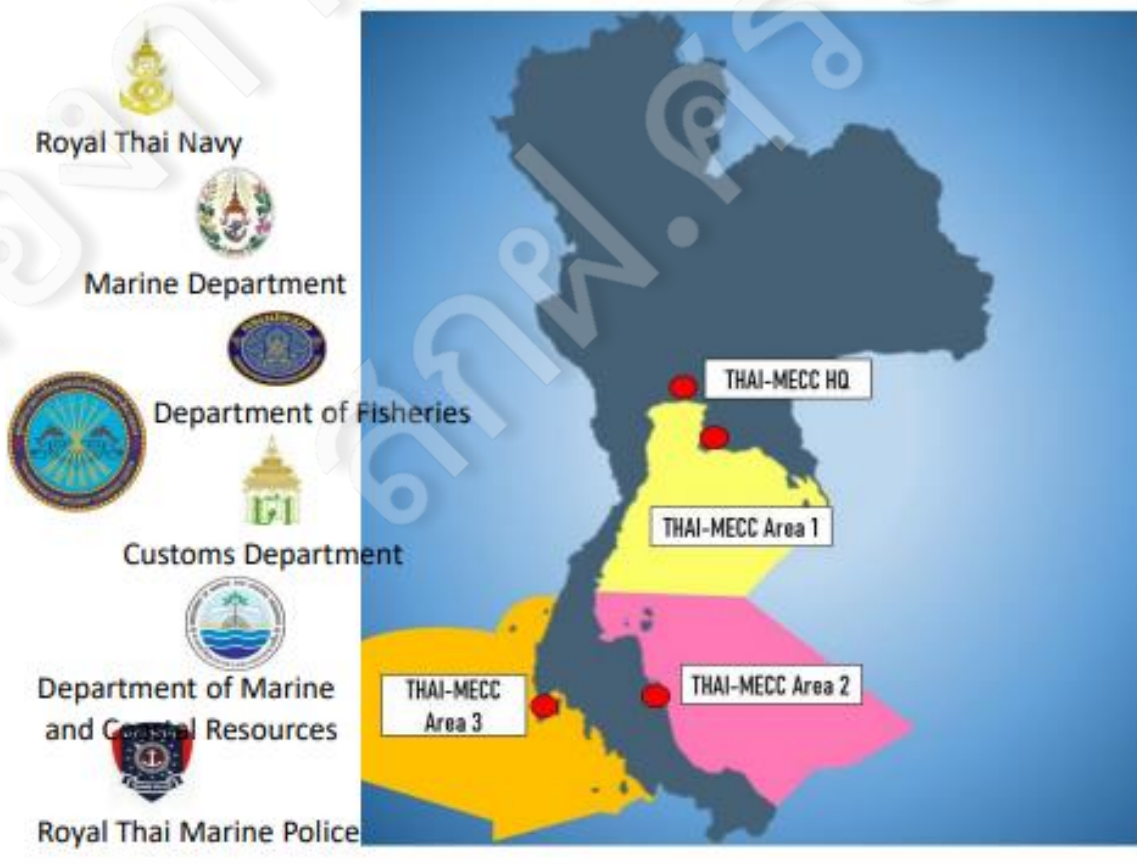 Royal Thai Navy
Marine Department
Department of Fisheries
Customs Department
Department of Marine
and Coastal Resources
Royal Thai Marine Police
THAI-MECC HQ
THAI-MECC Area 1
THAI-MECC Area 2
THAI-MECC
Area 3